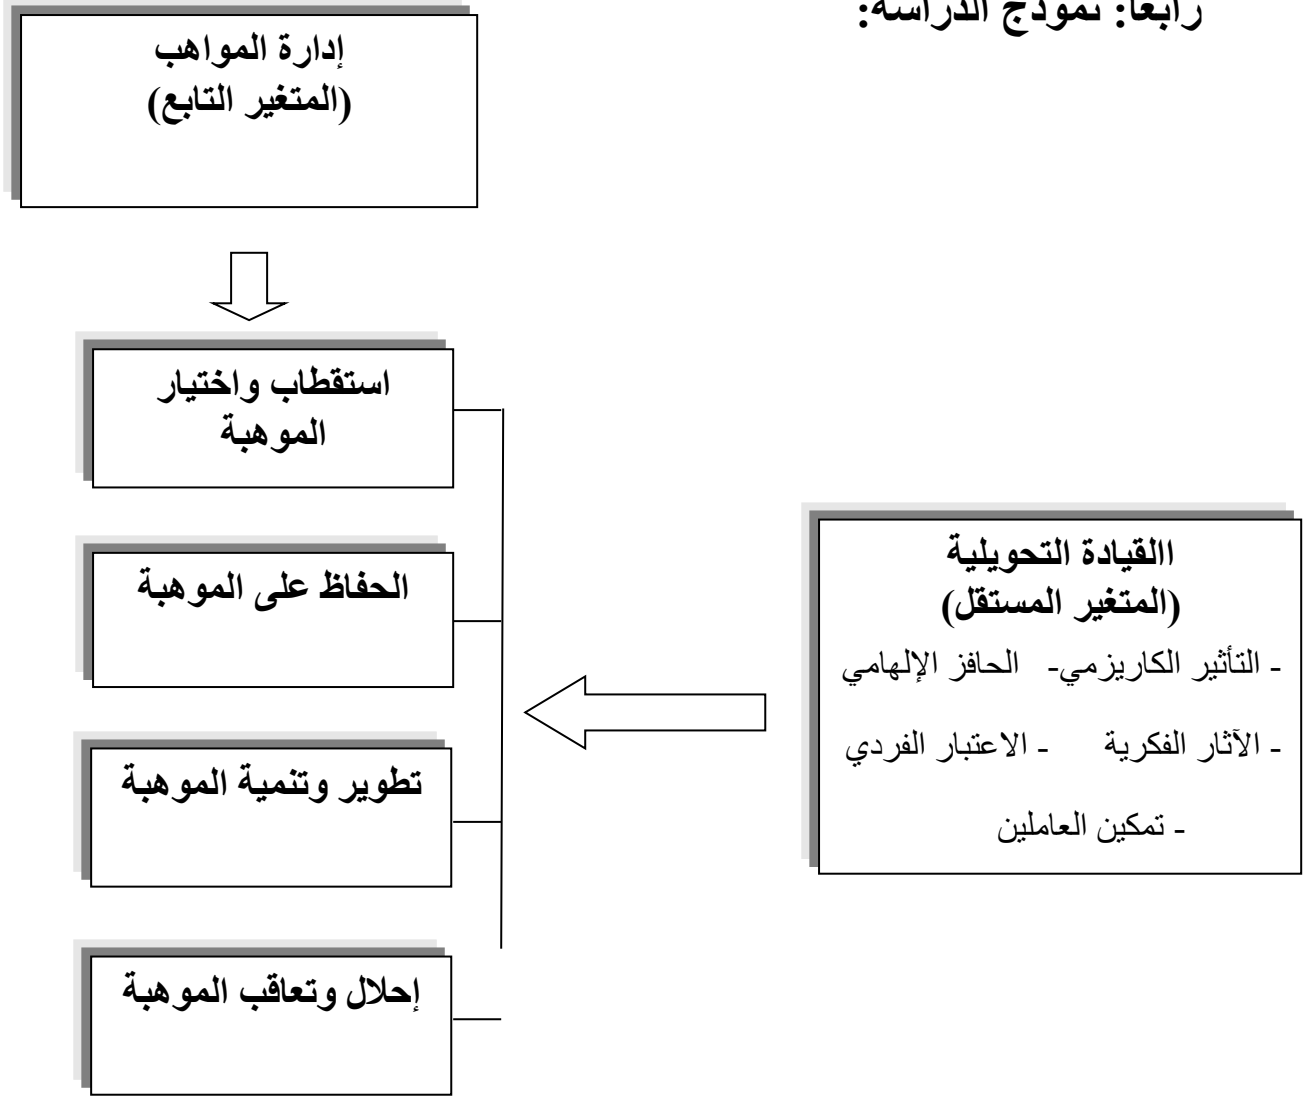 رابعاً: نموذج الدراسة:
إدارة المواهب
(المتغير التابع)
استقطاب واختيار
الموهبة
الحفاظ على الموهبة
تطوير وتنمية الموهبة
إحلال وتعاقب الموهبة
االقيادة التحويلية
(المتغير المستقل)
- التأثير الكاريزمي- الحافز الإلهامي
- الآثار الفكرية - الاعتبار الفردي
- تمكين العاملين